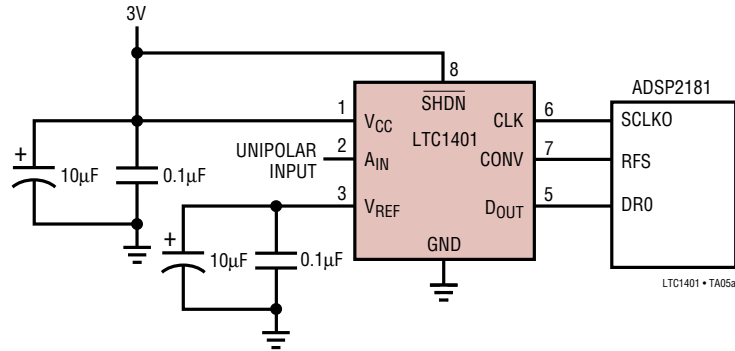 3V
8
ADSP2181
SHDN
1
VCC
CLK
6
SCLKO
LTC1401
2
UNIPOLAR
INPUT
AIN
CONV
7
RFS
+
10µF
0.1µF
3
VREF
DOUT
5
DR0
+
10µF
0.1µF
GND
LTC1401 • TA05a